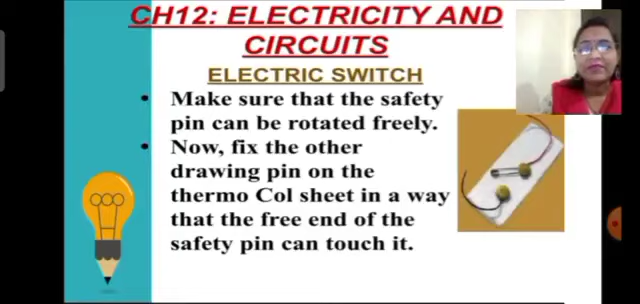 CH12: ELECTRICITY AND
CIRCUITS
ELECTRIC SWITCH
• Make sure that the safety
pin can be rotated freely.
• Now, fix the other
drawing pin on the
thermo Col sheet in a way
that the free end of the
safety pin can touch it.